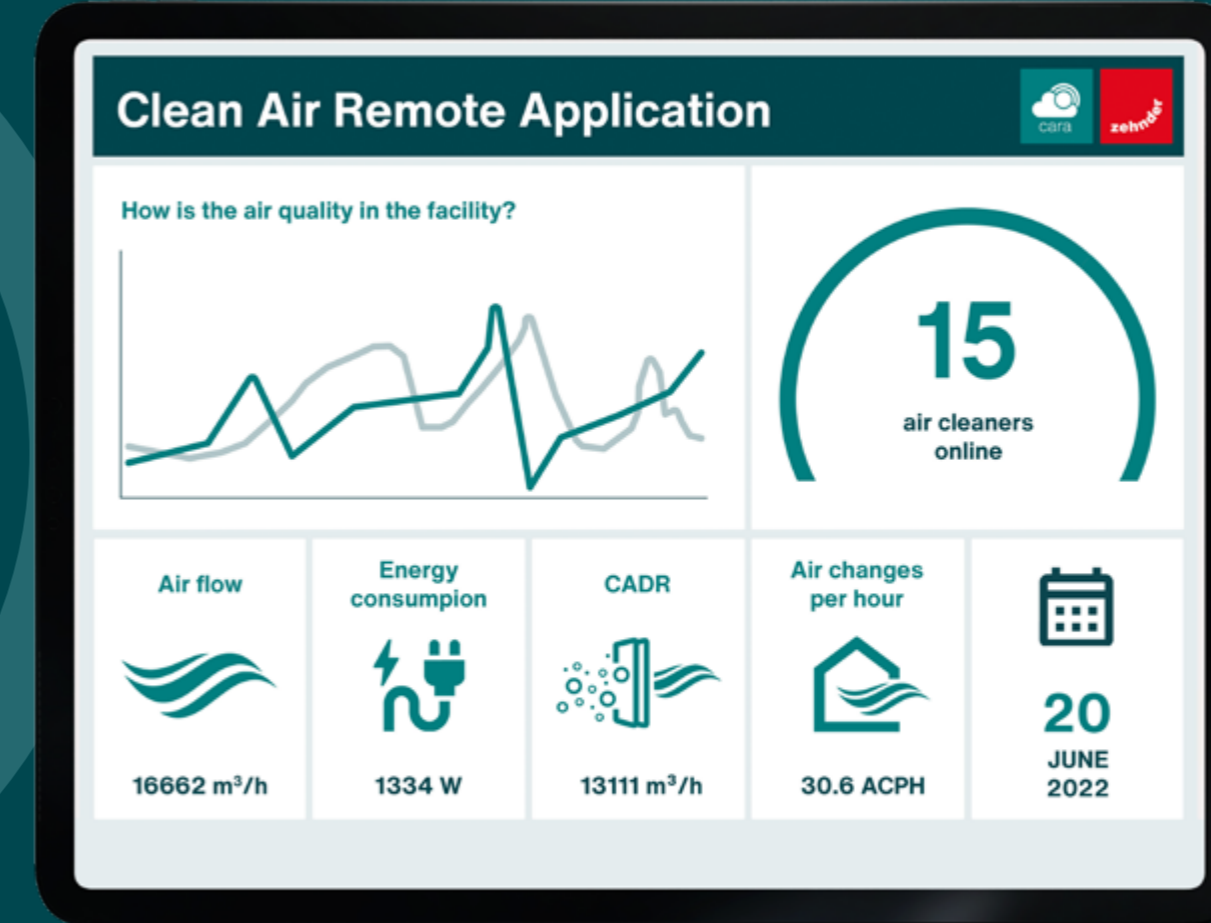 Clean Air Remote Application
cara
zehnder
How is the air quality in the facility?
15
air cleaners
online
Air flow
16662 m³/h
Energy
consumpion
1334 W
CADR
13111 m³/h
Air changes
per hour
30.6 ACPH
20
JUNE
2022